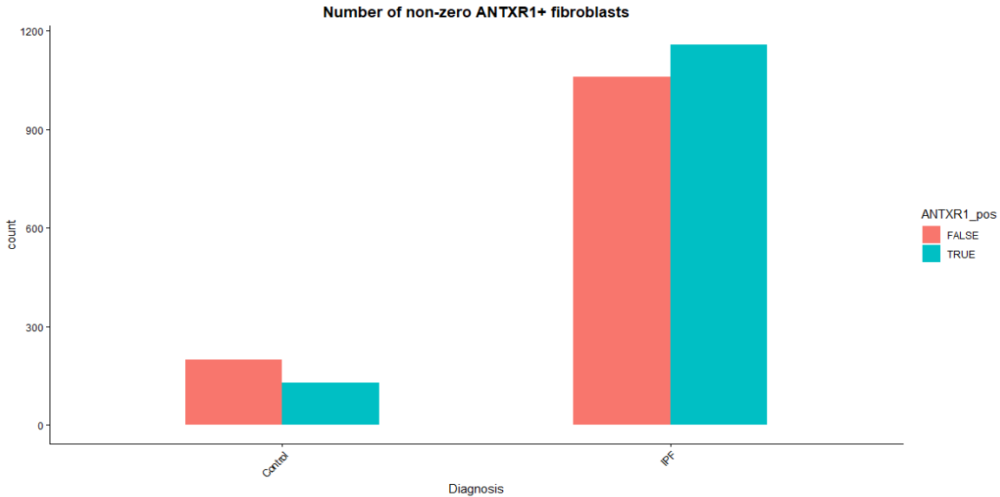 Number of non-zero ANTXR1+ fibroblasts
1200
900
600
300
0
count
Control
IPF
Diagnosis
ANTXR1_pos
FALSE
TRUE